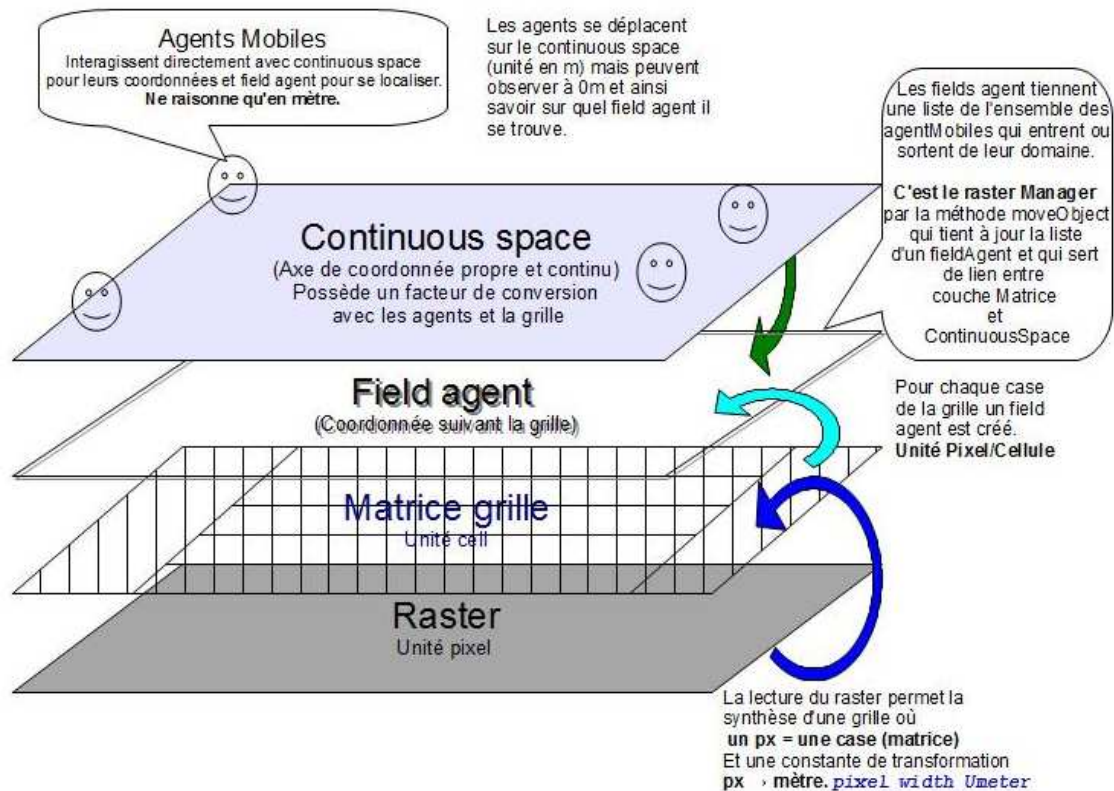 Agents Mobiles
Interagissent directement avec continuous space
pour leurs coordonnées et field agent pour se localiser.
Ne raisonne qu'en mètre.
Les agents se déplacent
sur le continuous space
(unité en m) mais peuvent
observer à 0m et ainsi
savoir sur quel field agent il
se trouve.
Les fields agent tiennent
une liste de l'ensemble des
agentMobiles qui entrent ou
sortent de leur domaine.
C'est le raster Manager
par la méthode moveObject
qui tient à jour la liste
d'un fieldAgent et qui sert
de lien entre
couche Matrice
et
ContinuousSpace
Continuous space
(Axe de coordonnée propre et continu)
Possède un facteur de conversion
avec les agents et la grille
Field agent
(Coordonnée suivant la grille)
Pour chaque case
de la grille un field
agent est créé.
Unité Pixel/Cellule
Matrice grille
Unité cell
Raster
Unité pixel
La lecture du raster permet la
synthèse d'une grille où
un px = une case (matrice)
Et une constante de transformation
px → mètre. pixel width Umeter